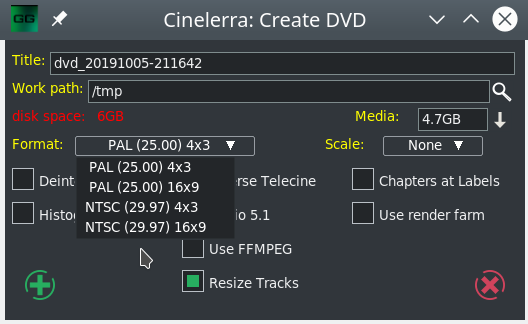 GG Cinelerra: Create DVD
Title: dvd_20191005-211642
Work path: /tmp
disk space: 6GB Media: 4.7GB
Format: PAL (25.00) 4x3 Scale: None
PAL (25.00) 4x3
PAL (25.00) 16x9
NTSC (29.97) 4x3
NTSC (29.97) 16x9
Deint erse Telecine Chapters at Labels
Histo io 5.1 Use render farm
Use FFMPEG
Resize Tracks